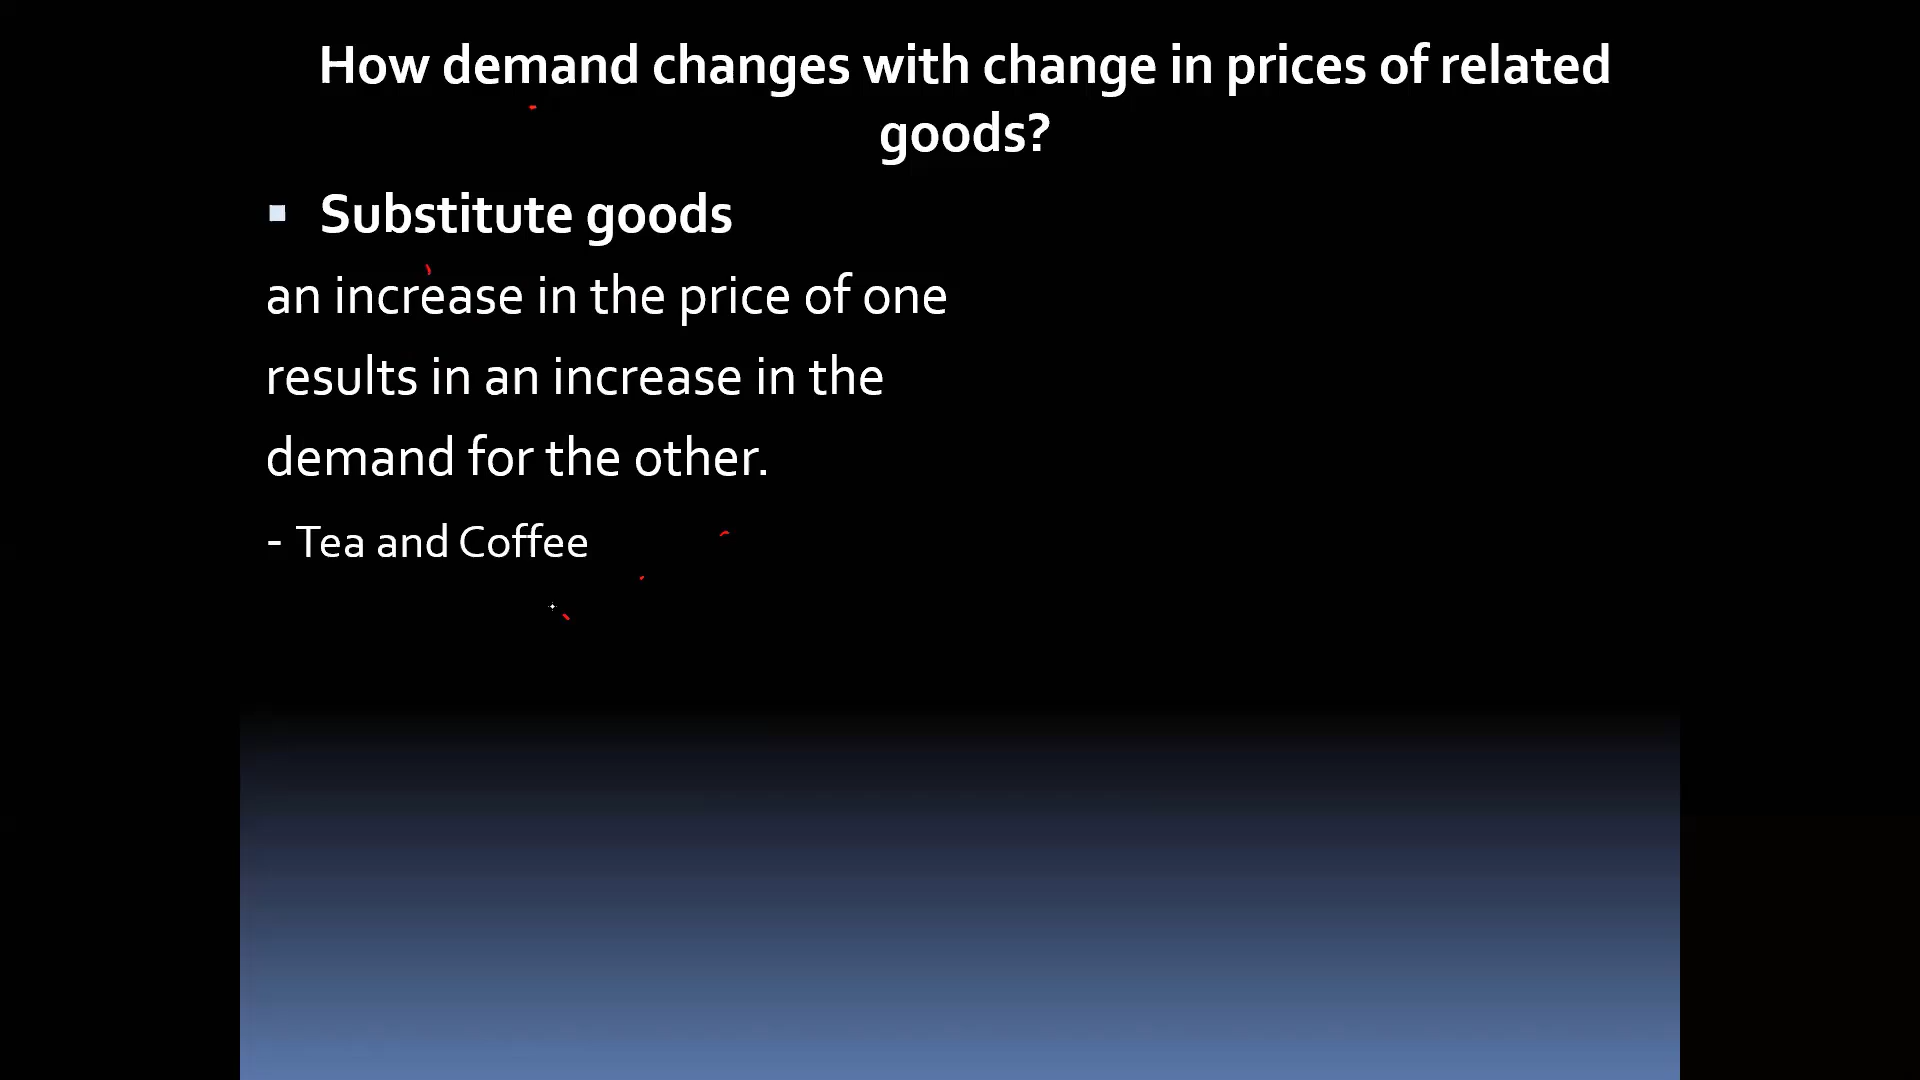 How demand changes with change in prices of related
goods?
▪ Substitute goods
an increase in the price of one
results in an increase in the
demand for the other.
- Tea and Coffee